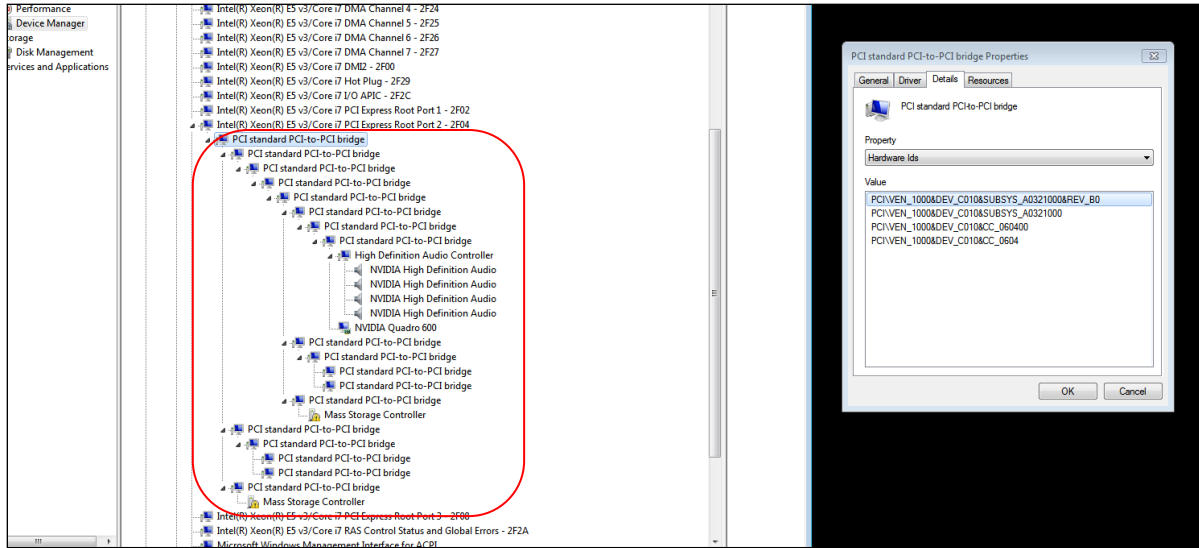 Performance
Device Manager
orage
Disk Management
ervices and Applications
Intel(R) Xeon(R) E5 v3/Core i7 DMA Channel 4 - 2F24
Intel(R) Xeon(R) E5 v3/Core i7 DMA Channel 5 - 2F25
Intel(R) Xeon(R) E5 v3/Core i7 DMA Channel 6 - 2F26
Intel(R) Xeon(R) E5 v3/Core i7 DMA Channel 7 - 2F27
Intel(R) Xeon(R) E5 v3/Core i7 DMI2 - 2F00
Intel(R) Xeon(R) E5 v3/Core i7 Hot Plug - 2F29
Intel(R) Xeon(R) E5 v3/Core i7 I/O APIC - 2F2C
Intel(R) Xeon(R) E5 v3/Core i7 PCI Express Root Port 1 - 2F02
Intel(R) Xeon(R) E5 v3/Core i7 PCI Express Root Port 2 - 2F04
PCI standard PCI-to-PCI bridge
PCI standard PCI-to-PCI bridge
PCI standard PCI-to-PCI bridge
PCI standard PCI-to-PCI bridge
PCI standard PCI-to-PCI bridge
PCI standard PCI-to-PCI bridge
PCI standard PCI-to-PCI bridge
PCI standard PCI-to-PCI bridge
High Definition Audio Controller
NVIDIA High Definition Audio
NVIDIA High Definition Audio
NVIDIA High Definition Audio
NVIDIA High Definition Audio
NVIDIA Quadro 600
PCI standard PCI-to-PCI bridge
PCI standard PCI-to-PCI bridge
PCI standard PCI-to-PCI bridge
PCI standard PCI-to-PCI bridge
PCI standard PCI-to-PCI bridge
Mass Storage Controller
PCI standard PCI-to-PCI bridge
PCI standard PCI-to-PCI bridge
PCI standard PCI-to-PCI bridge
PCI standard PCI-to-PCI bridge
PCI standard PCI-to-PCI bridge
Mass Storage Controller
Intel(R) Xeon(R) E5 v3/Core i7 PCI Express Root Port 3 - 2F08
Intel(R) Xeon(R) E5 v3/Core i7 RAS Control Status and Global Errors - 2F2A
Microsoft Windows Management Interface for ACPI
PCI standard PCI-to-PCI bridge Properties
General Driver Details Resources
PCI standard PCI-to-PCI bridge
Property
Hardware Ids
Value
PCI\VEN_1000&DEV_C010&SUBSYS_A0321000&REV_B0
PCI\VEN_1000&DEV_C010&SUBSYS_A0321000
PCI\VEN_1000&DEV_C010&CC_060400
PCI\VEN_1000&DEV_C010&CC_0604
OK Cancel